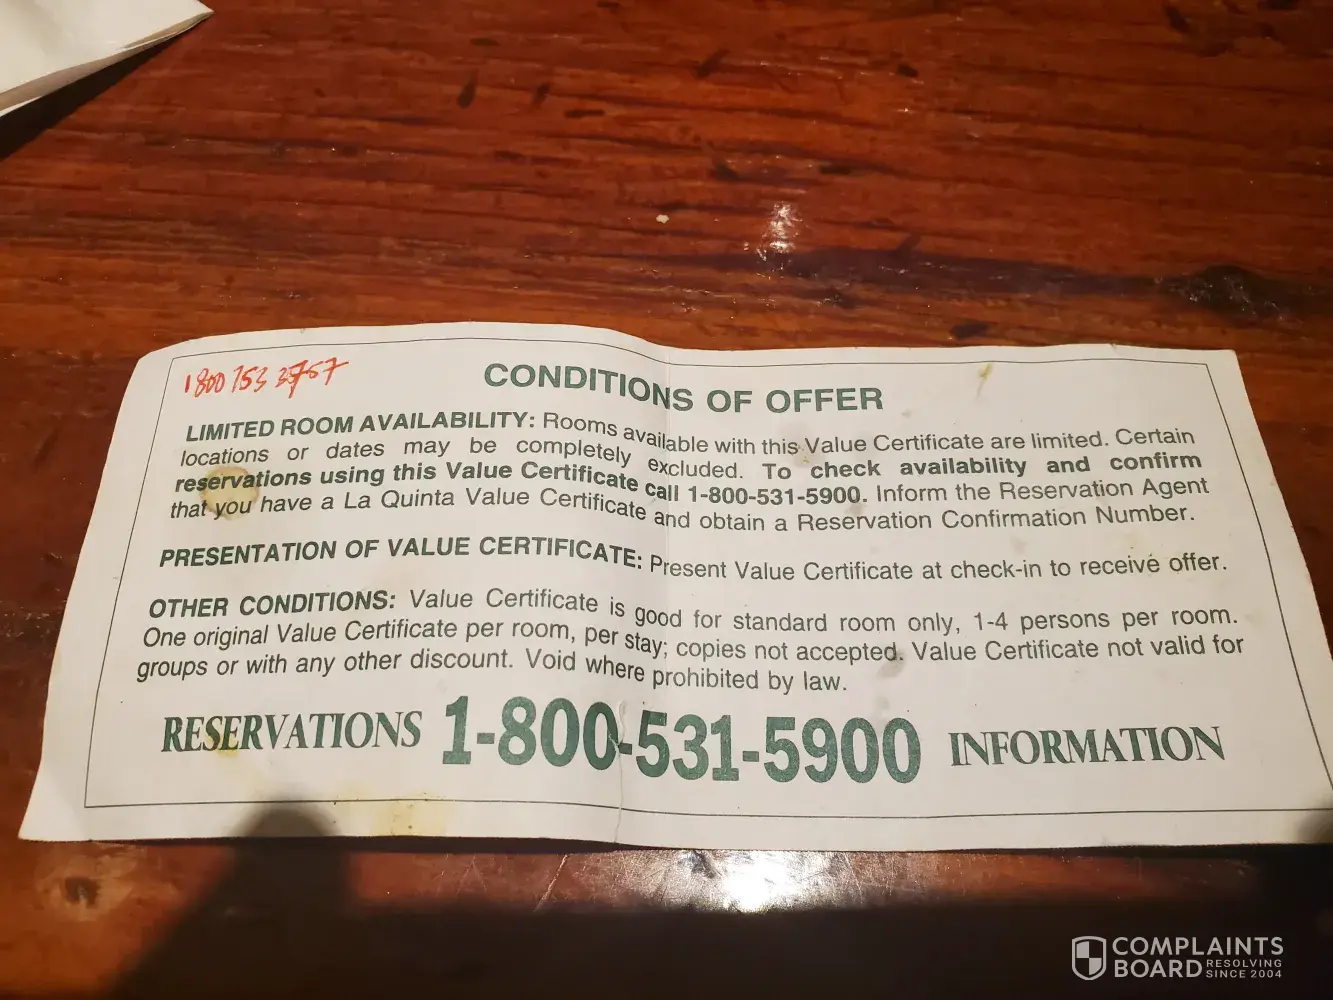 1800 753 3757
CONDITIONS OF OFFER
LIMITED ROOM AVAILABILITY: Rooms available with this Value Certificate are limited. Certain
locations or dates may be completely excluded. To check availability and confirm
reservations using this Value Certificate call 1-800-531-5900. Inform the Reservation Agent
that you have a La Quinta Value Certificate and obtain a Reservation Confirmation Number.
PRESENTATION OF VALUE CERTIFICATE: Present Value Certificate at check-in to receive offer.
OTHER CONDITIONS: Value Certificate is good for standard room only, 1-4 persons per room.
One original Value Certificate per room, per stay; copies not accepted. Value Certificate not valid for
groups or with any other discount. Void where prohibited by law.
RESERVATIONS 1-800-531-5900 INFORMATION
COMPLAINTS
BOARD RESOLVING
SINCE 2004